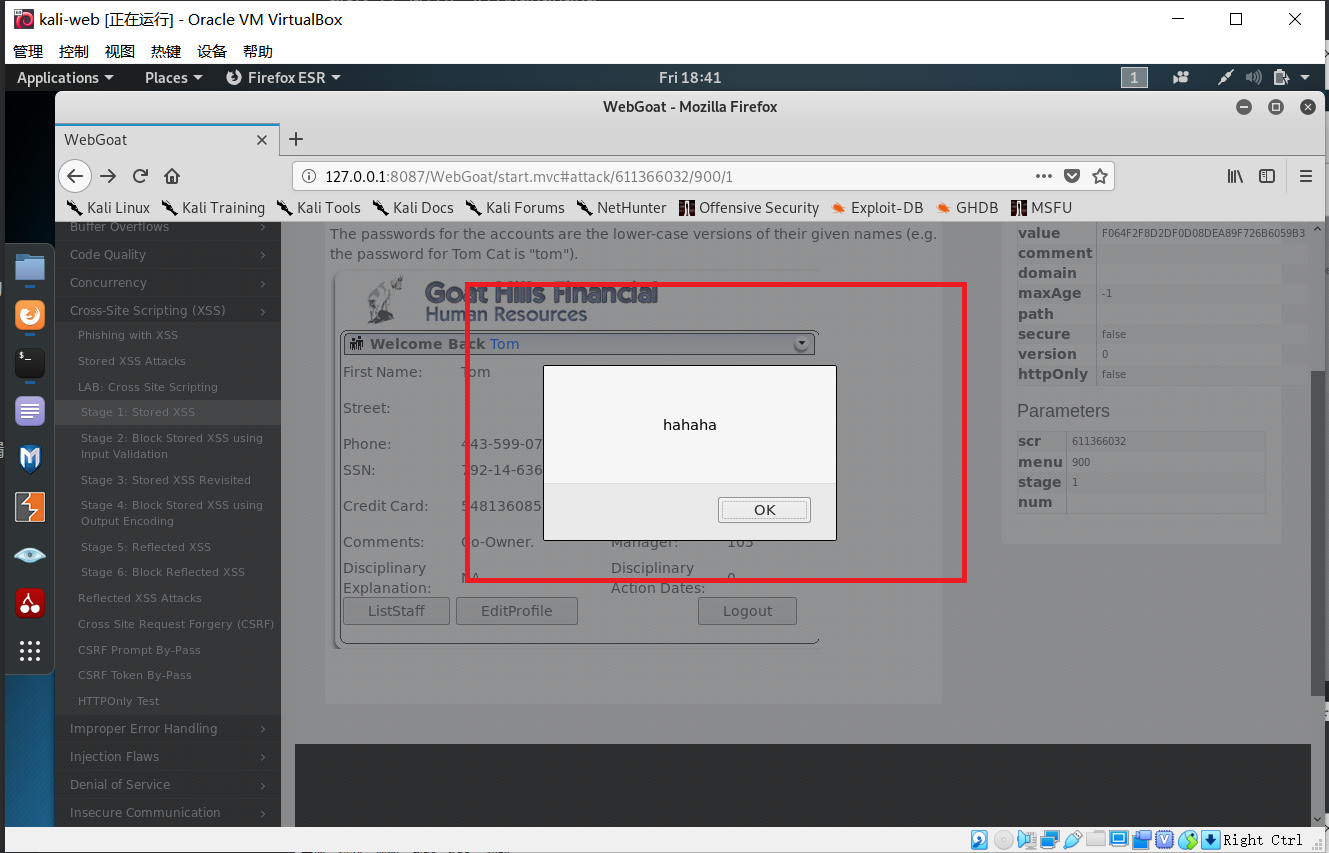 kali-web [正在运行] - Oracle VM VirtualBox
管理 控制 视图 热键 设备 帮助
Applications Places Firefox ESR Fri 18:41 1
WebGoat - Mozilla Firefox
WebGoat
127.0.0.1:8087/WebGoat/start.mvc#attack/611366032/900/1
Kali Linux Kali Training Kali Tools Kali Docs Kali Forums NetHunter Offensive Security Exploit-DB GHDB MSFU
Buffer Overflows
Code Quality
Concurrency
Cross-Site Scripting (XSS)
Phishing with XSS
Stored XSS Attacks
LAB: Cross Site Scripting
Stage 1: Stored XSS
Stage 2: Block Stored XSS using
Input Validation
Stage 3: Stored XSS Revisited
Stage 4: Block Stored XSS using
Output Encoding
Stage 5: Reflected XSS
Stage 6: Block Reflected XSS
Reflected XSS Attacks
Cross Site Request Forgery (CSRF)
CSRF Prompt By-Pass
CSRF Token By-Pass
HTTPOnly Test
Improper Error Handling
Injection Flaws
Denial of Service
Insecure Communication
The passwords for the accounts are the lower-case versions of their given names (e.g.
the password for Tom Cat is "tom").
Goat Hills Financial
Human Resources
Welcome Back Tom
First Name: Tom
Street:
Phone: 443-599-07
SSN: 792-14-636
Credit Card: 548136085
Comments: Co-Owner. Manager: 105
Disciplinary
Explanation: NA
Disciplinary
Action Dates: 0
ListStaff EditProfile Logout
hahaha
OK
value F064F2F8D2DF0D08DEA89F726B6059B3
comment
domain
maxAge -1
path
secure false
version 0
httpOnly false
Parameters
scr 611366032
menu 900
stage 1
num
Right Ctrl